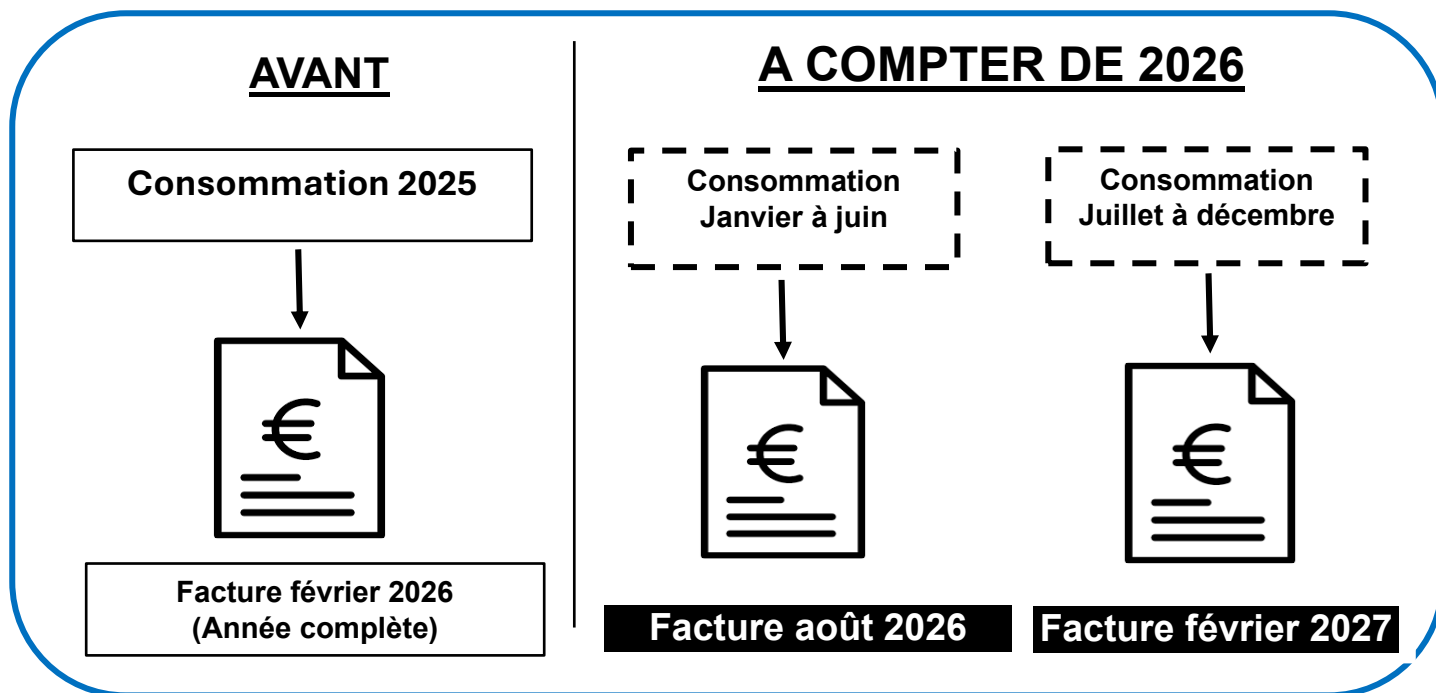 AVANT
Consommation 2025
€
Facture février 2026
(Année complète)
A COMPTER DE 2026
Consommation
Janvier à juin
€
Facture août 2026
Consommation
Juillet à décembre
€
Facture février 2027